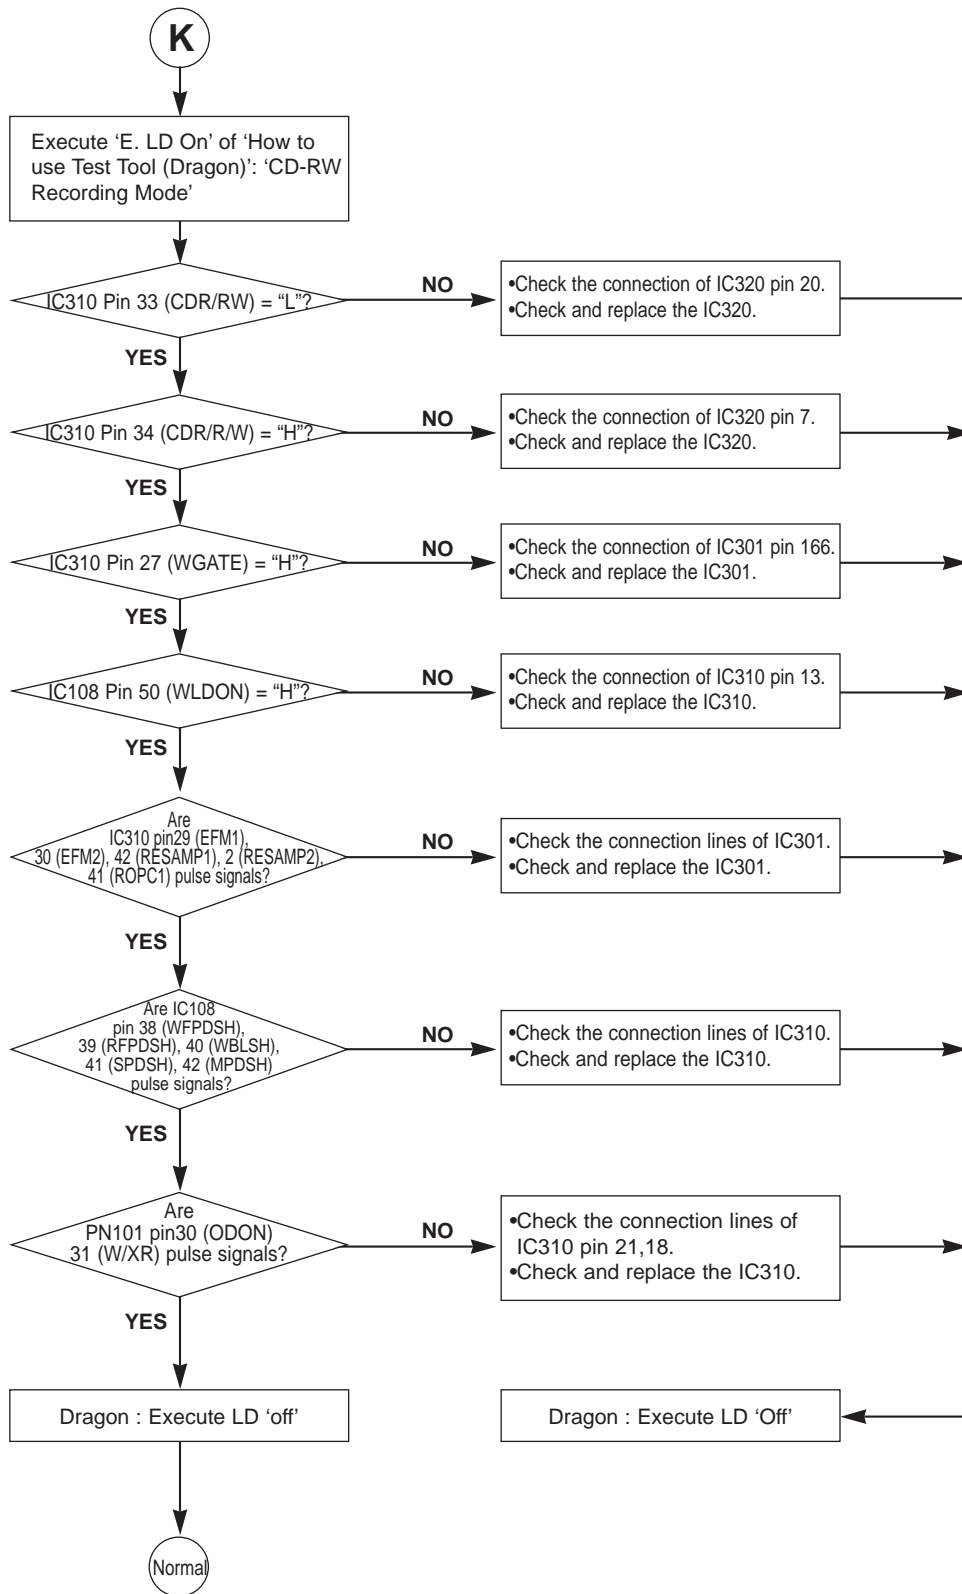 K
Execute ‘E. LD On’ of ‘How to
use Test Tool (Dragon)’: ‘CD-RW
Recording Mode’
IC310 Pin 33 (CDR/RW) = “L”?
NO
•Check the connection of IC320 pin 20.
•Check and replace the IC320.
YES
IC310 Pin 34 (CDR/R/W) = “H”?
NO
•Check the connection of IC320 pin 7.
•Check and replace the IC320.
YES
IC310 Pin 27 (WGATE) = “H”?
NO
•Check the connection of IC301 pin 166.
•Check and replace the IC301.
YES
IC108 Pin 50 (WLDON) = “H”?
NO
•Check the connection of IC310 pin 13.
•Check and replace the IC310.
YES
Are
IC310 pin29 (EFM1),
30 (EFM2), 42 (RESAMP1), 2 (RESAMP2),
41 (ROPC1) pulse signals?
NO
•Check the connection lines of IC301.
•Check and replace the IC301.
YES
Are IC108
pin 38 (WFPDSH),
39 (RFPDSH), 40 (WBLSH),
41 (SPDSH), 42 (MPDSH)
pulse signals?
NO
•Check the connection lines of IC310.
•Check and replace the IC310.
YES
Are
PN101 pin30 (ODON)
31 (W/XR) pulse signals?
NO
•Check the connection lines of
IC310 pin 21,18.
•Check and replace the IC310.
YES
Dragon : Execute LD ‘off’
Dragon : Execute LD ‘Off’
Normal